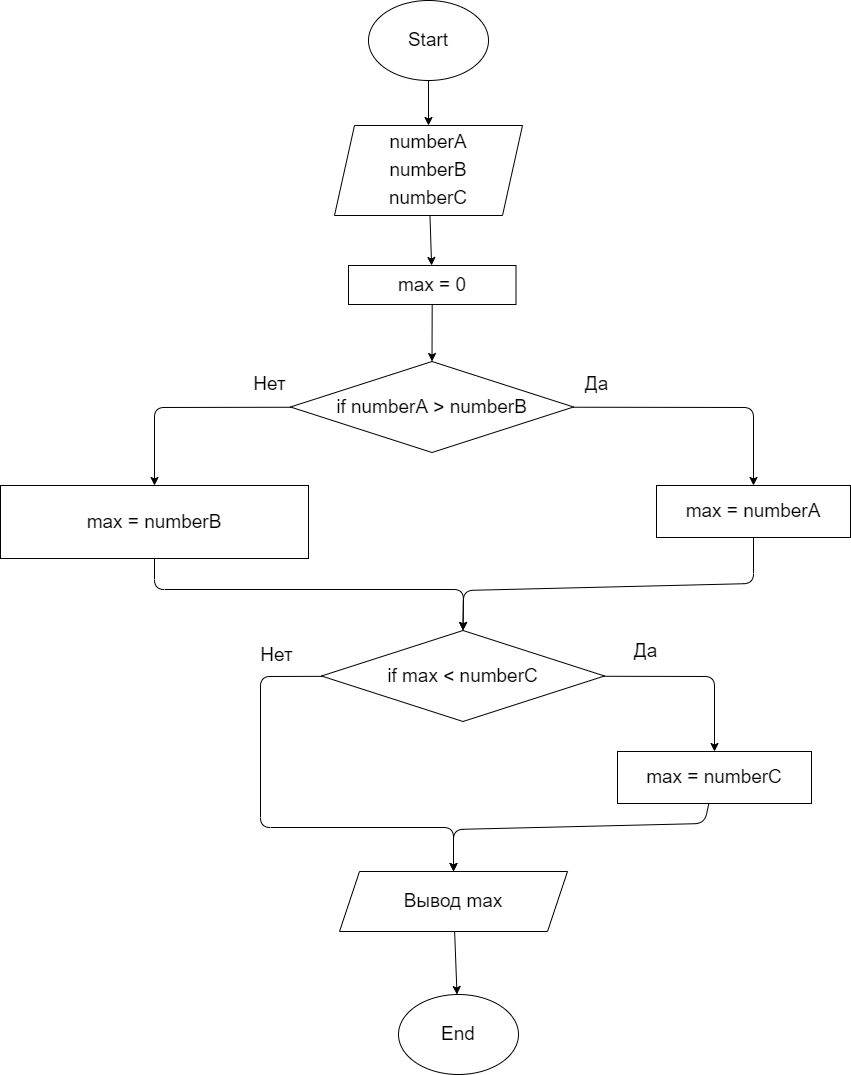 Start
numberA
numberB
numberC
max = 0
Нет
Да
if numberA > numberB
max = numberB
max = numberA
Нет
Да
if max < numberC
max = numberC
Вывод max
End